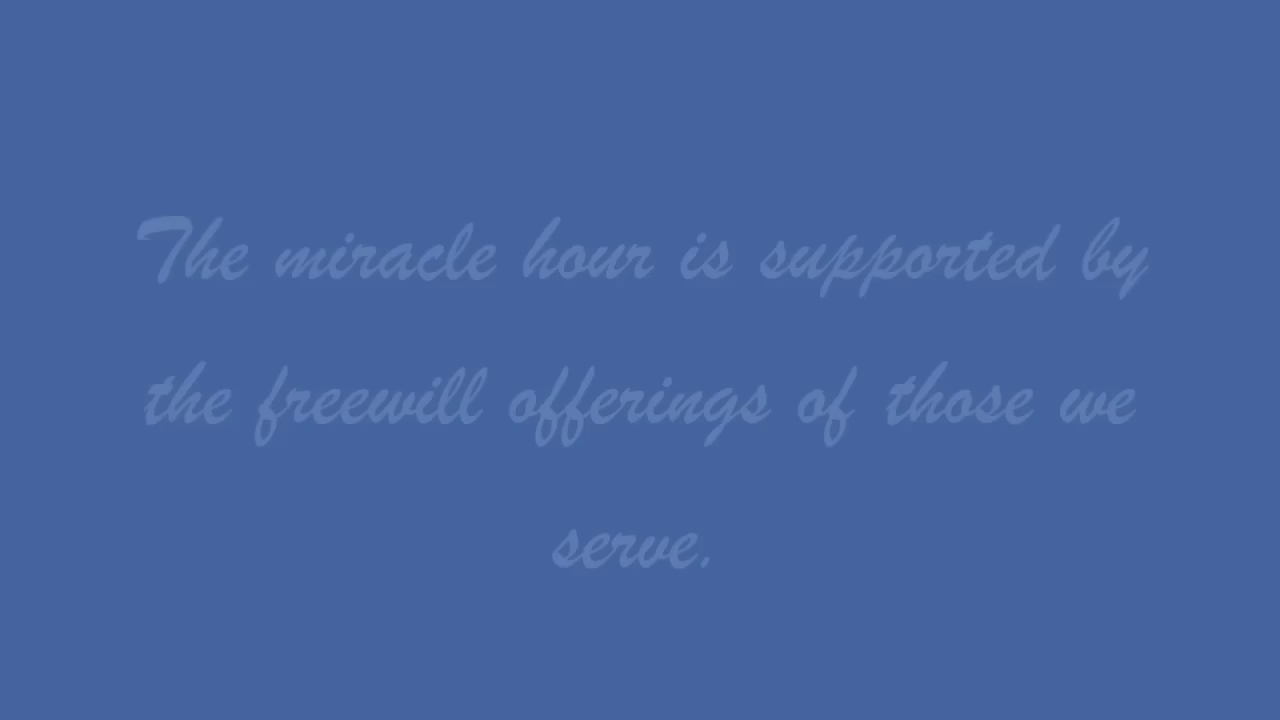 The miracle hour is supported by
the freewill offerings of those we
serve.